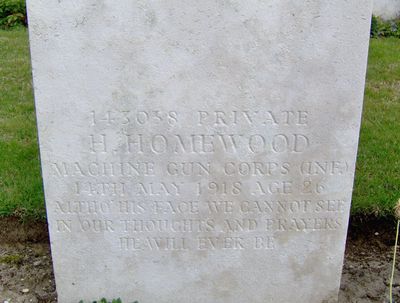 143038 PRIVATE
H. HOMEWOOD
MACHINE GUN CORPS (INF)
14TH MAY 1918 AGE 26
ALTHO' HIS FACE WE CANNOT SEE
IN OUR THOUGHTS AND PRAYERS
HE WILL EVER BE